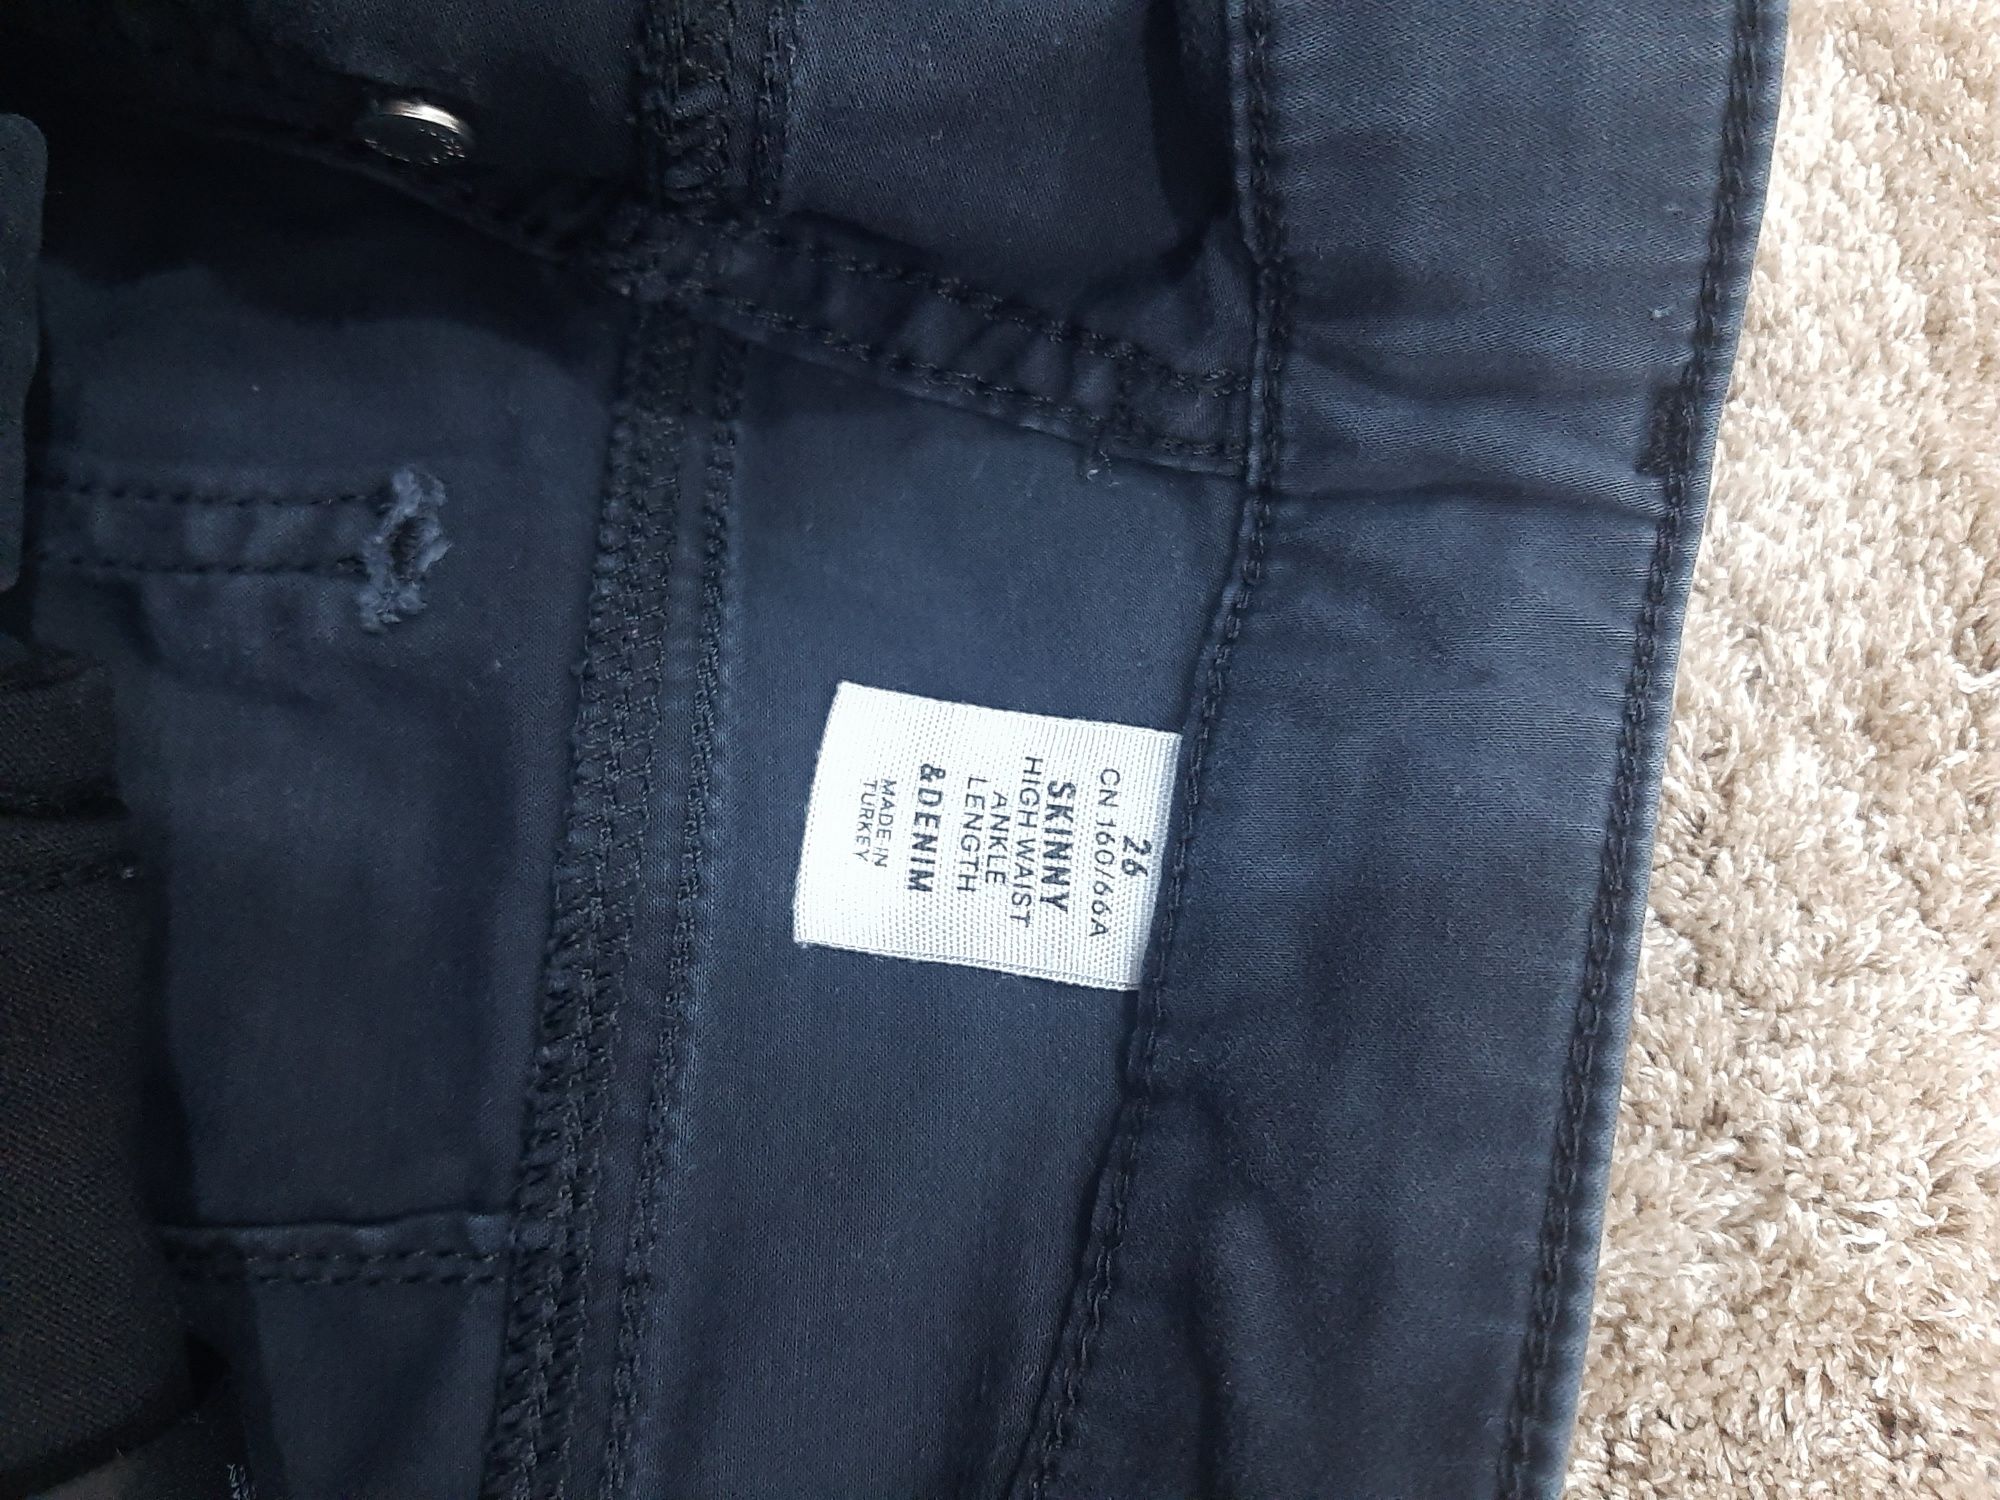 26
CN 160/66A
SKINNY
HIGH WAIST
ANKLE
LENGTH
&DENIM
MADE IN
TURKEY